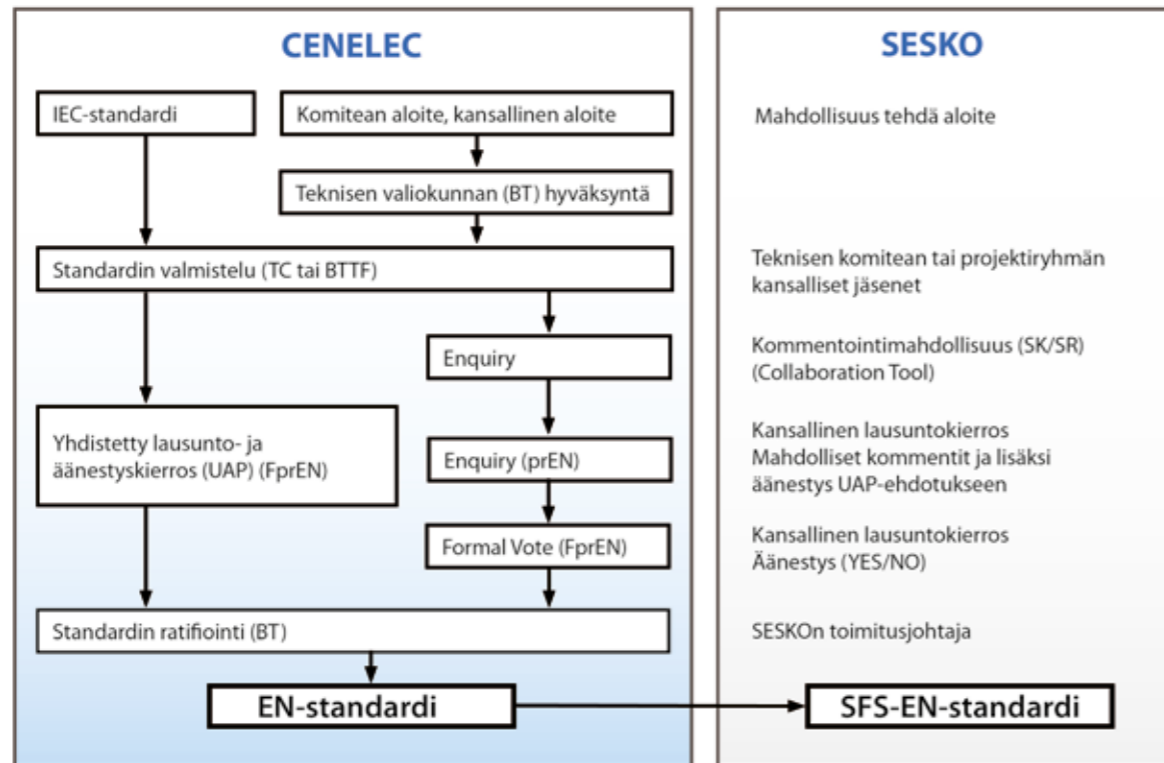 CENELEC
IEC-standardi
Komitean aloite, kansallinen aloite
Teknisen valiokunnan (BT) hyväksyntä
Standardin valmistelu (TC tai BTTF)
Enquiry
Yhdistetty lausunto- ja
äänestyskierros (UAP) (FprEN)
Enquiry (prEN)
Formal Vote (FprEN)
Standardin ratifiointi (BT)
EN-standardi
SESKO
Mahdollisuus tehdä aloite
Teknisen komitean tai projektiryhmän
kansalliset jäsenet
Kommentointimahdollisuus (SK/SR)
(Collaboration Tool)
Kansallinen lausuntokierros
Mahdolliset kommentit ja lisäksi
äänestys UAP-ehdotukseen
Kansallinen lausuntokierros
Äänestys (YES/NO)
SESKOn toimitusjohtaja
SFS-EN-standardi